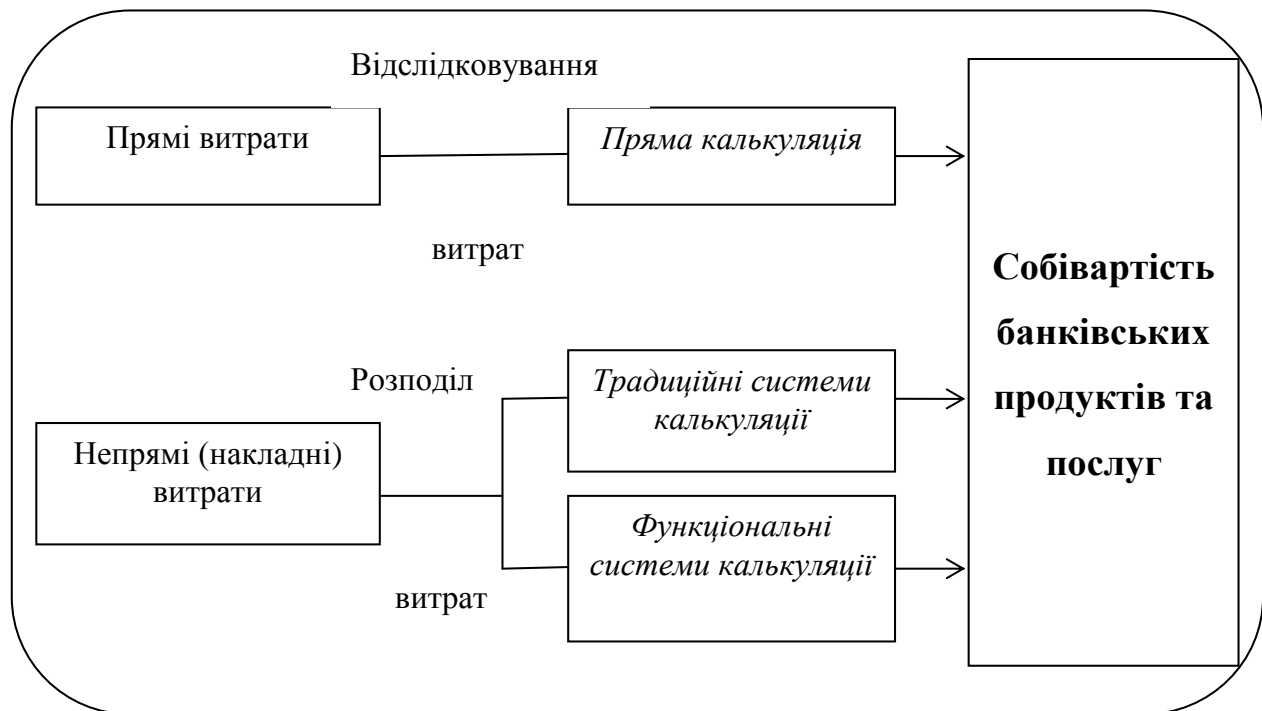 Відслідковування
Прямі витрати
Пряма калькуляція
витрат
Розподіл
Непрямі (накладні)
витрати
Традиційні системи
калькуляції
Функціональні
системи калькуляції
витрат
Собівартість
банківських
продуктів та
послуг